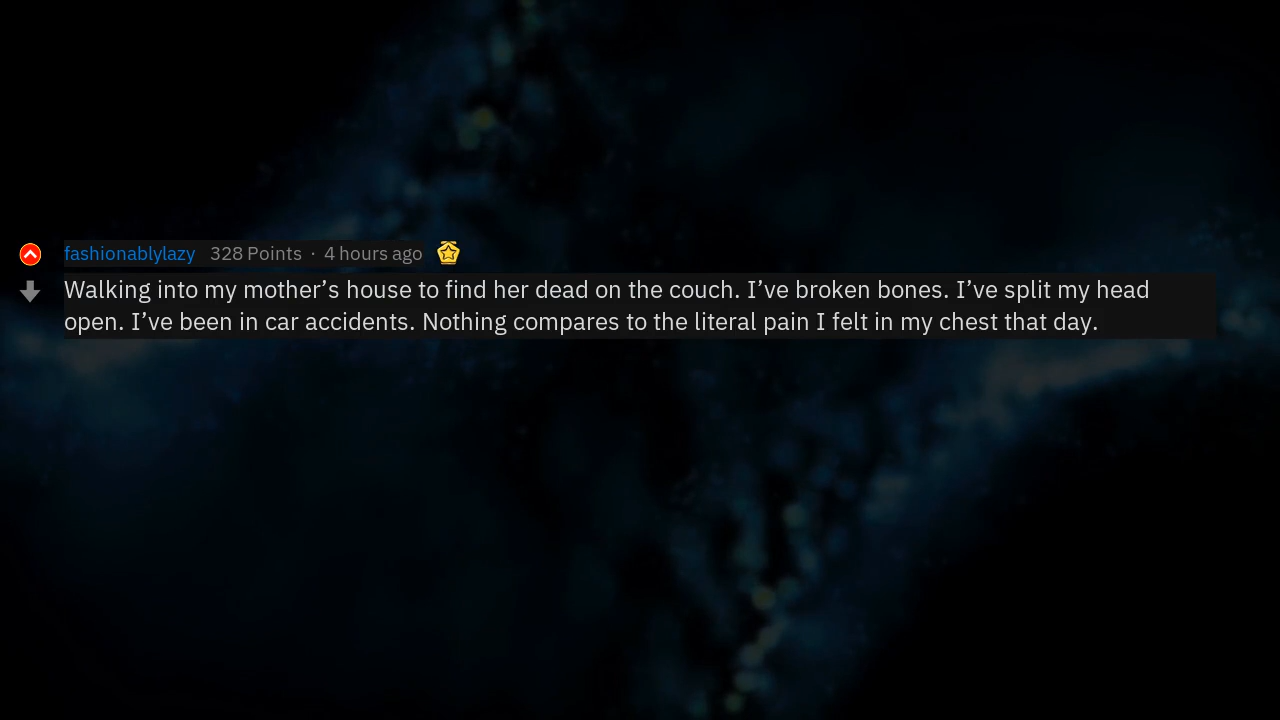 fashionablylazy 328 Points · 4 hours ago
Walking into my mother’s house to find her dead on the couch. I’ve broken bones. I’ve split my head
open. I’ve been in car accidents. Nothing compares to the literal pain I felt in my chest that day.